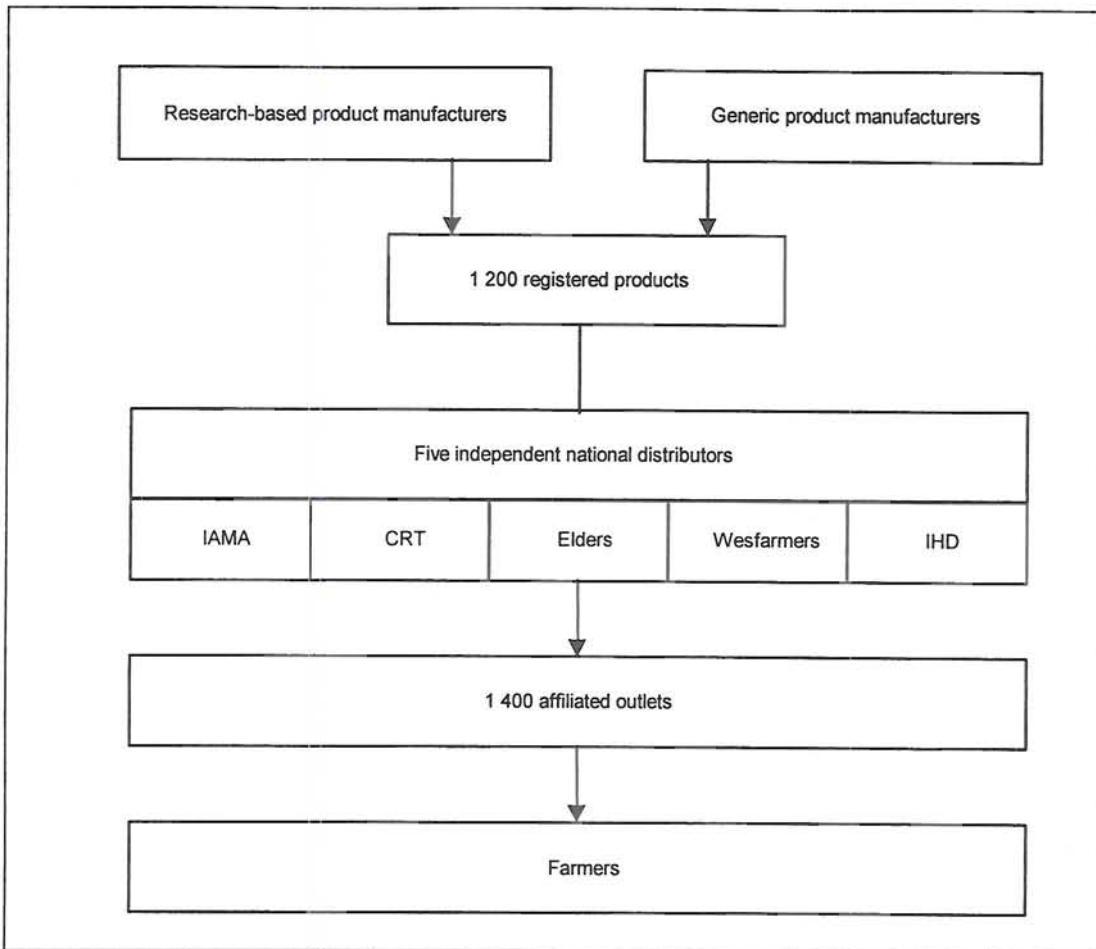 Research-based product manufacturers
Generic product manufacturers
1 200 registered products
Five independent national distributors
IAMA
CRT
Elders
Wesfarmers
IHD
1 400 affiliated outlets
Farmers